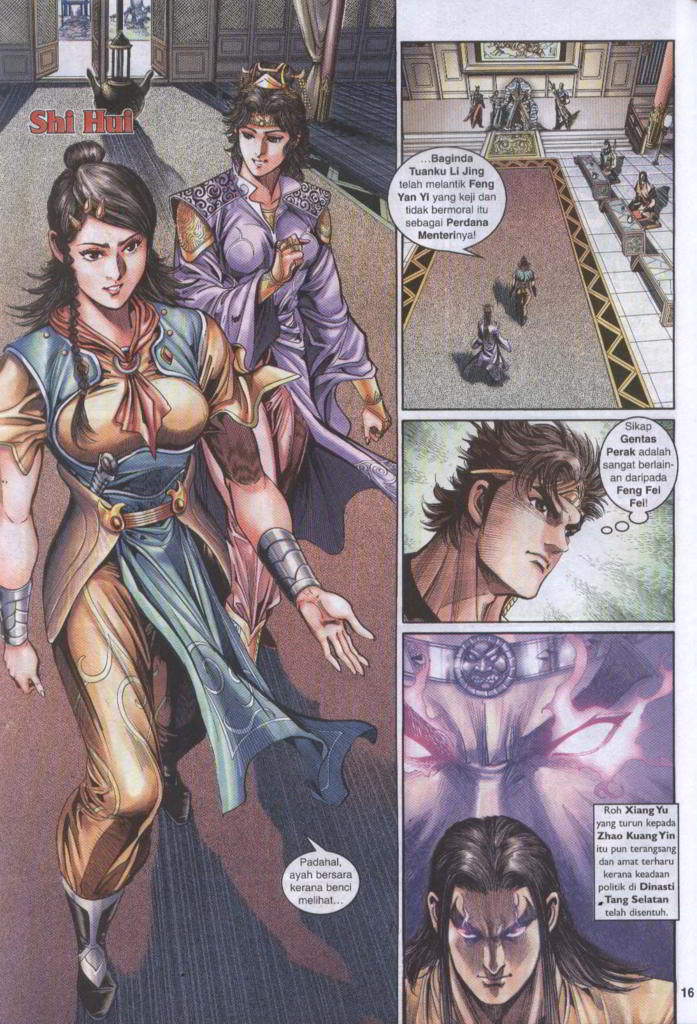 Shi Hui
Padahal,
ayah bersara
kerana benci
melihat...
...Baginda
Tuanku Li Jing
telah melantik Feng
Yan Yi yang keji dan
tidak bermoral itu
sebagai Perdana
Menterinya!
Sikap
Gentas
Perak adalah
sangat berlain-
an daripada
Feng Fei
Fei!
Roh Xiang Yu
yang turun kepada
Zhao Kuang Yin
itu pun terangsang
dan amat terharu
kerana keadaan
politik di Dinasti
Tang Selatan
telah disentuh.
16